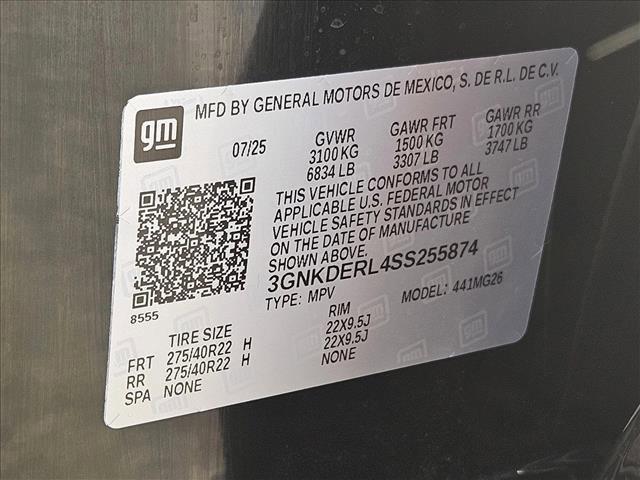 gm
MFD BY GENERAL MOTORS DE MEXICO, S. DE R.L. DE C.V.
07/25 GVWR GAWR FRT GAWR RR
3100 KG 1500 KG 1700 KG
6834 LB 3307 LB 3747 LB
THIS VEHICLE CONFORMS TO ALL
APPLICABLE U.S. FEDERAL MOTOR
VEHICLE SAFETY STANDARDS IN EFFECT
ON THE DATE OF MANUFACTURE
SHOWN ABOVE.
3GNKDERL4SS255874
TYPE: MPV MODEL: 441MG26
8555
TIRE SIZE RIM
FRT 275/40R22 H 22X9.5J
RR 275/40R22 H 22X9.5J
SPA NONE NONE